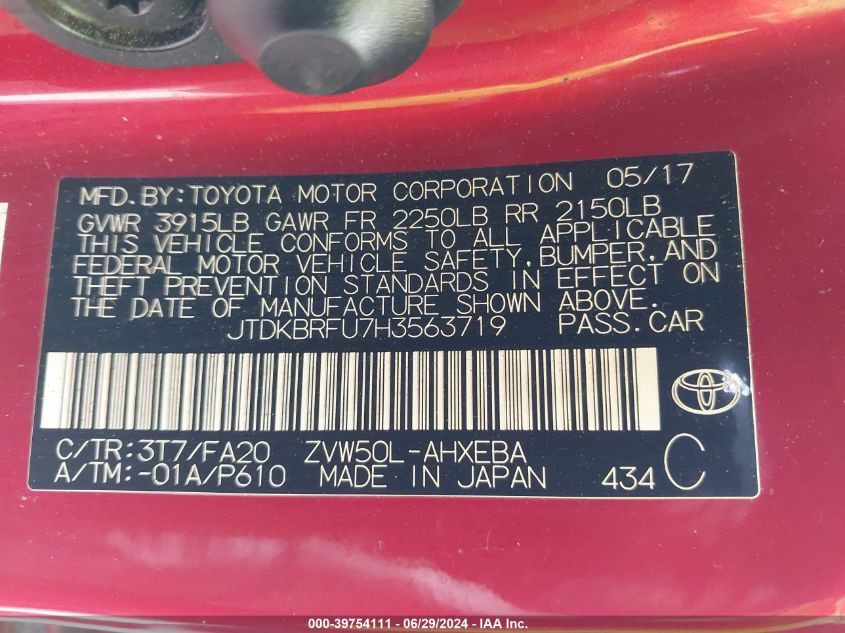 MFD.BY:TOYOTA MOTOR CORPORATION 05/17
GVWR 3915LB GAWR FR 2250LB RR 2150LB
THIS VEHICLE CONFORMS TO ALL APPLICABLE
FEDERAL MOTOR VEHICLE SAFETY,BUMPER,AND
THEFT PREVENTION STANDARDS IN EFFECT ON
THE DATE OF MANUFACTURE SHOWN ABOVE.
JTDKBRFU7H3563719 PASS.CAR
C/TR:3T7/FA20 ZVW50L-AHXEBA
A/TM:-01A/P610 MADE IN JAPAN 434 C
000-39754111 - 06/29/2024 - IAA Inc.